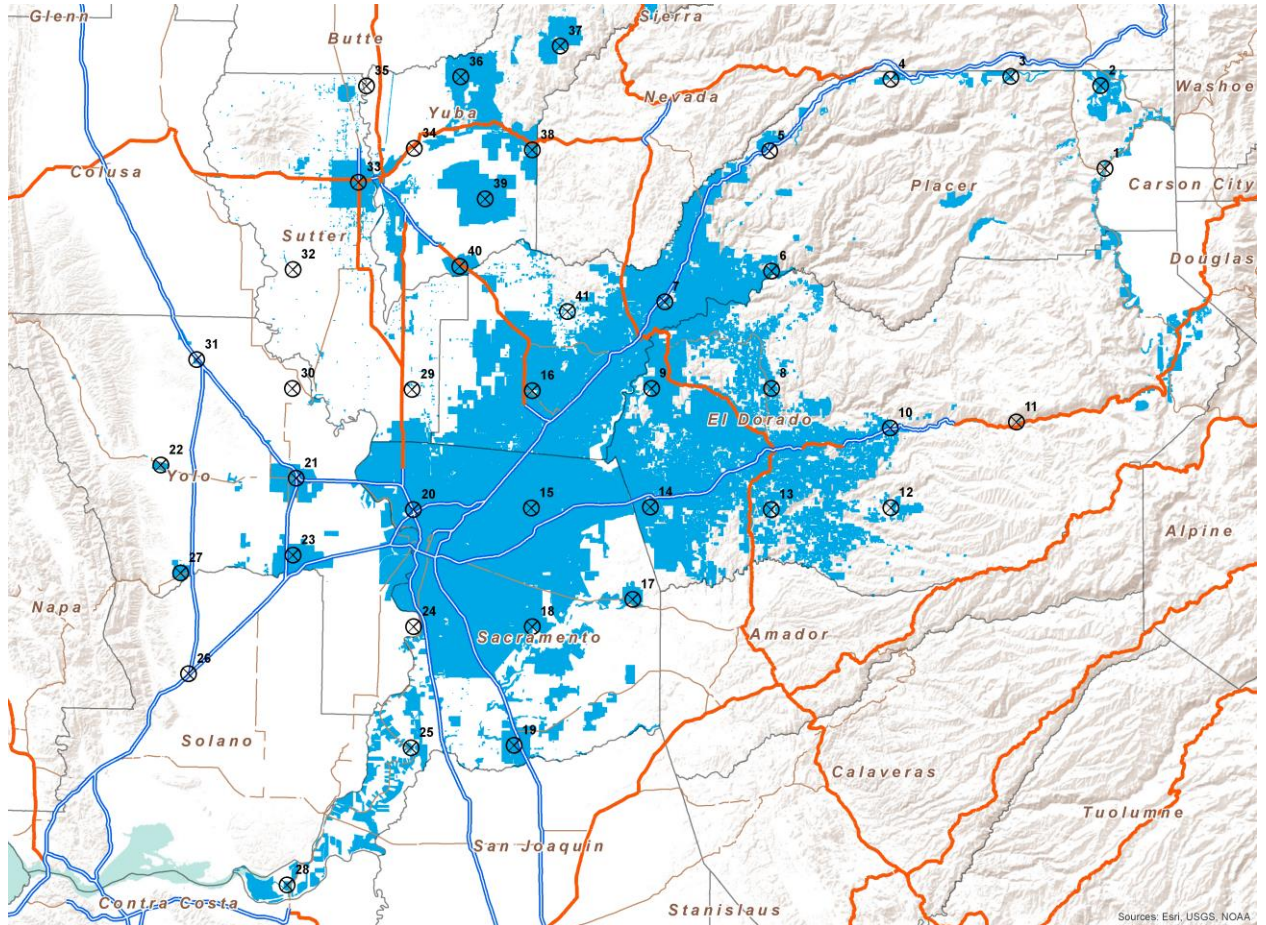 Glenn
Sierra
37
Butte
36
35
4
3
2
Washoe
Nevada
Yuba
34
38
5
1
Colusa
33
39
Placer
Carson City
Sutter
32
40
6
Douglas
7
41
31
30
29
16
9
8
El Dorado
10
11
22
Yolo
21
20
15
14
13
12
Alpine
23
27
Napa
17
24
18
Sacramento
Amador
26
Solano
25
19
Calaveras
Tuolumne
San Joaquin
28
Contra Costa
Stanislaus
Sources: Esri, USGS, NOAA